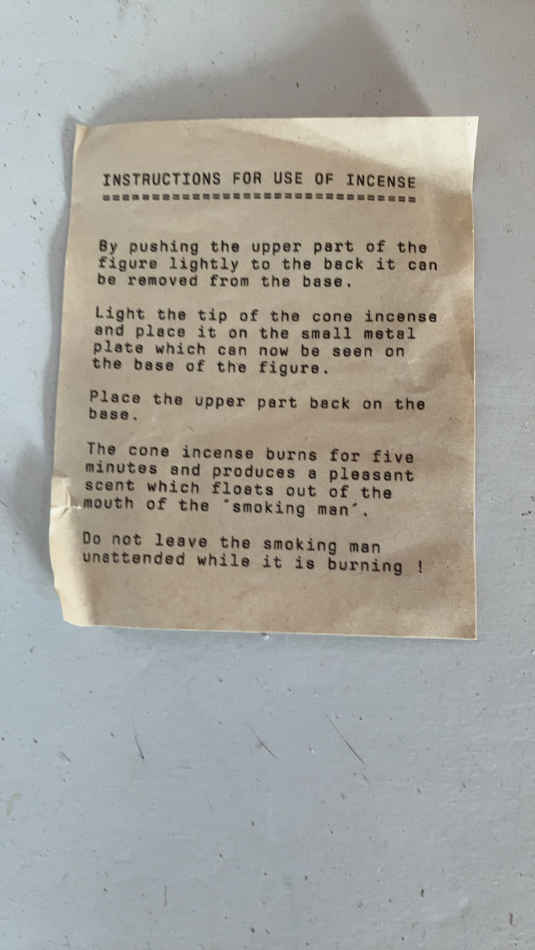 INSTRUCTIONS FOR USE OF INCENSE
===============================
By pushing the upper part of the
figure lightly to the back it can
be removed from the base.
Light the tip of the cone incense
and place it on the small metal
plate which can now be seen on
the base of the figure.
Place the upper part back on the
base.
The cone incense burns for five
minutes and produces a pleasant
scent which floats out of the
mouth of the "smoking man".
Do not leave the smoking man
unattended while it is burning !